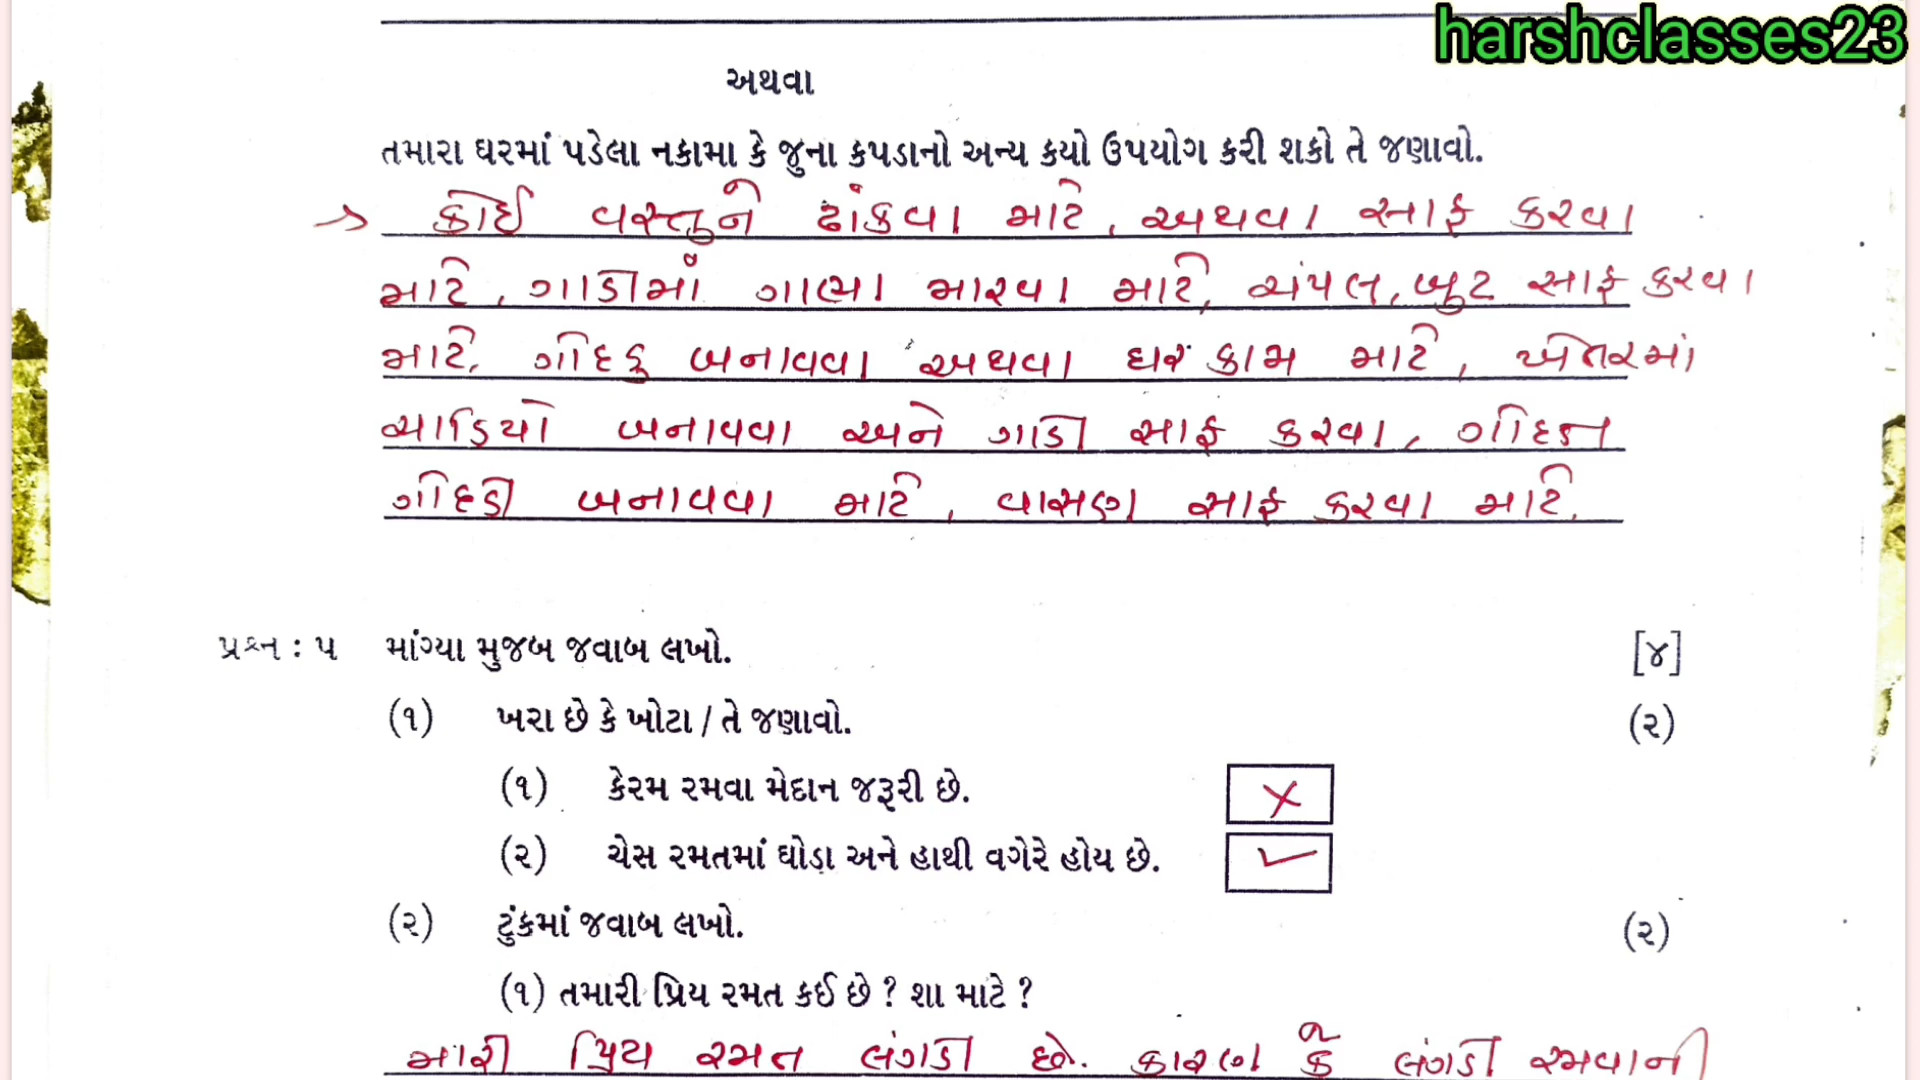 harshclasses23
અથવા
તમારા ઘરમાં પડેલા નકામા કે જુના કપડાનો અન્ય કયો ઉપયોગ કરી શકો તે જણાવો.
→ કોઈ વસ્તુને ઢાંકવા માટે, અથવા સાફ કરવા
માટે, ગાડીમાં ગાભા મારવા માટે, ચંપલ, બુટ સાફ કરવા
માટે, ગોદડુ બનાવવા અથવા ઘર કામ માટે, ખેતરમાં
ચાડિયો બનાવવા અને ગાડી સાફ કરવા, ગોદડા
ગોદડી બનાવવા માટે, વાસણ સાફ કરવા માટે.
પ્રશ્ન : ૫ માંગ્યા મુજબ જવાબ લખો. [૪]
(૧) ખરા છે કે ખોટા / તે જણાવો. (૨)
(૧) કેરમ રમવા મેદાન જરૂરી છે. ×
(૨) ચેસ રમતમાં ઘોડા અને હાથી વગેરે હોય છે. ✓
(૨) ટુંકમાં જવાબ લખો. (૨)
(૧) તમારી પ્રિય રમત કઈ છે ? શા માટે ?
મારી પ્રિય રમત લંગડી છે. કારણ કે લંગડી રમવાની